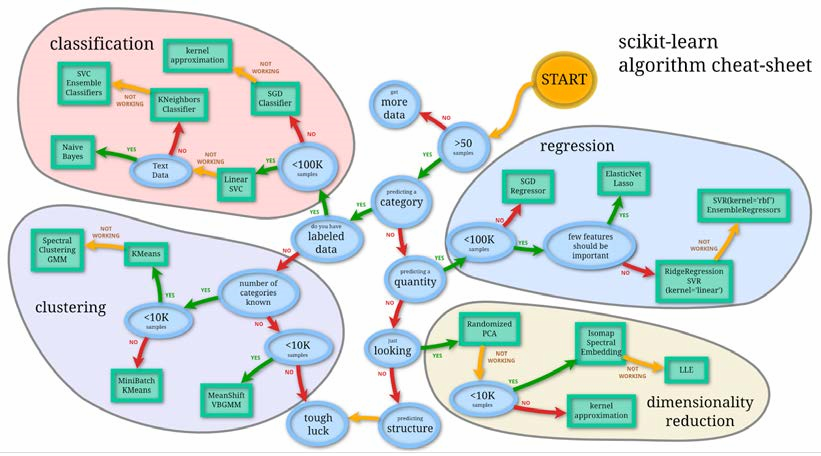 scikit-learn
algorithm cheat-sheet
START
>50
samples
NO
get
more
data
YES
predicting a
category
YES
do you have
labeled
data
YES
classification
<100K
samples
YES
Linear
SVC
NOT
WORKING
Text
Data
YES
Naive
Bayes
NO
KNeighbors
Classifier
NOT
WORKING
SVC
Ensemble
Classifiers
NO
SGD
Classifier
NOT
WORKING
kernel
approximation
NO
clustering
number of
categories
known
YES
<10K
samples
YES
KMeans
NOT
WORKING
Spectral
Clustering
GMM
NO
MiniBatch
KMeans
NO
<10K
samples
YES
MeanShift
VBGMM
NO
tough
luck
NO
predicting a
quantity
YES
regression
<100K
samples
NO
SGD
Regressor
YES
few features
should be
important
YES
ElasticNet
Lasso
NO
RidgeRegression
SVR
(kernel='linear')
NOT
WORKING
SVR(kernel='rbf')
EnsembleRegressors
NO
just
looking
YES
Randomized
PCA
NOT
WORKING
<10K
samples
YES
Isomap
Spectral
Embedding
NOT
WORKING
LLE
NO
kernel
approximation
dimensionality
reduction
NO
predicting
structure